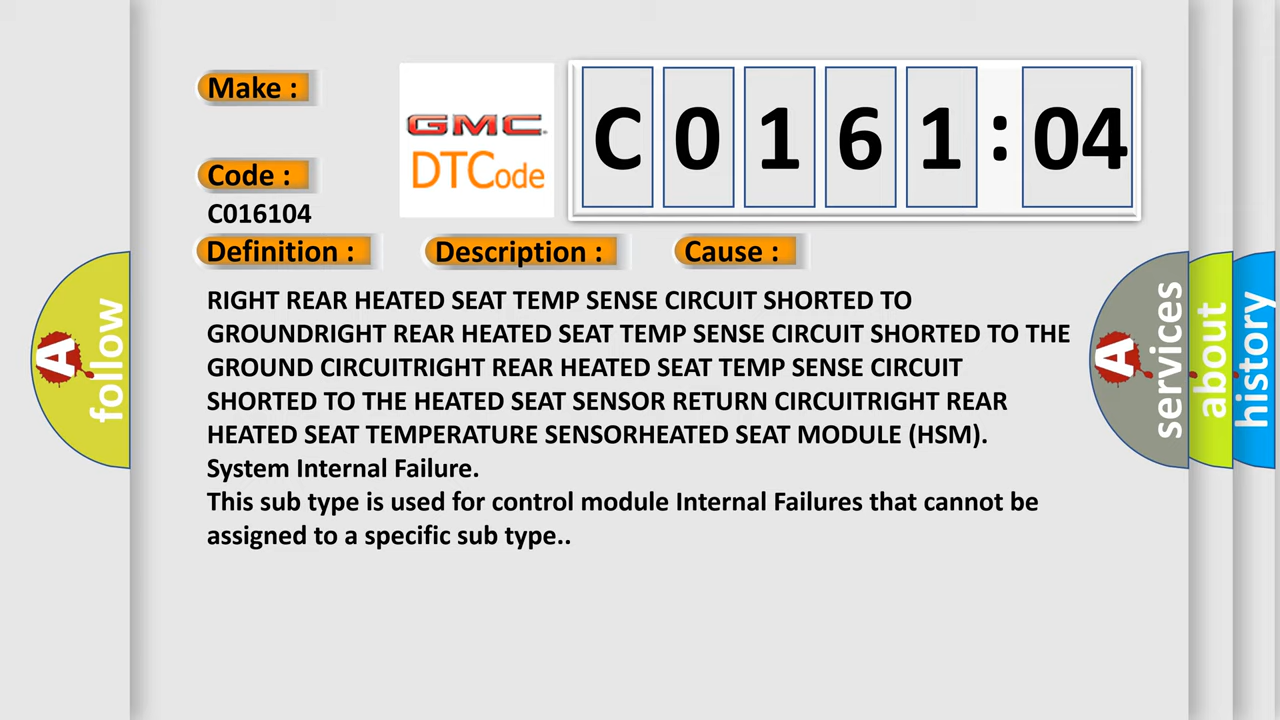 Make :
GMC
DTCode
C0161:04
Code :
C016104
Definition :
Description :
Cause :
RIGHT REAR HEATED SEAT TEMP SENSE CIRCUIT SHORTED TO
GROUNDRIGHT REAR HEATED SEAT TEMP SENSE CIRCUIT SHORTED TO THE
GROUND CIRCUITRIGHT REAR HEATED SEAT TEMP SENSE CIRCUIT
SHORTED TO THE HEATED SEAT SENSOR RETURN CIRCUITRIGHT REAR
HEATED SEAT TEMPERATURE SENSORHEATED SEAT MODULE (HSM).
System Internal Failure.
This sub type is used for control module Internal Failures that cannot be
assigned to a specific sub type..
A
follow
A
services
about
history